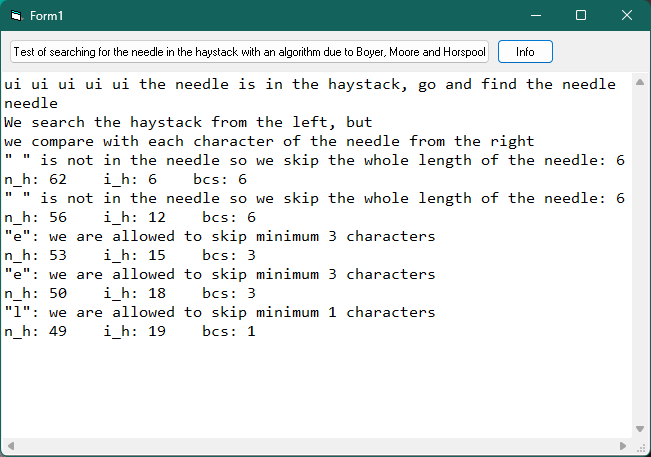 Form1
Test of searching for the needle in the haystack with an algorithm due to Boyer, Moore and Horspool
Info
ui ui ui ui ui the needle is in the haystack, go and find the needle
needle
We search the haystack from the left, but
we compare with each character of the needle from the right
" " is not in the needle so we skip the whole length of the needle: 6
n_h: 62    i_h: 6    bcs: 6
" " is not in the needle so we skip the whole length of the needle: 6
n_h: 56    i_h: 12    bcs: 6
"e": we are allowed to skip minimum 3 characters
n_h: 53    i_h: 15    bcs: 3
"e": we are allowed to skip minimum 3 characters
n_h: 50    i_h: 18    bcs: 3
"l": we are allowed to skip minimum 1 characters
n_h: 49    i_h: 19    bcs: 1